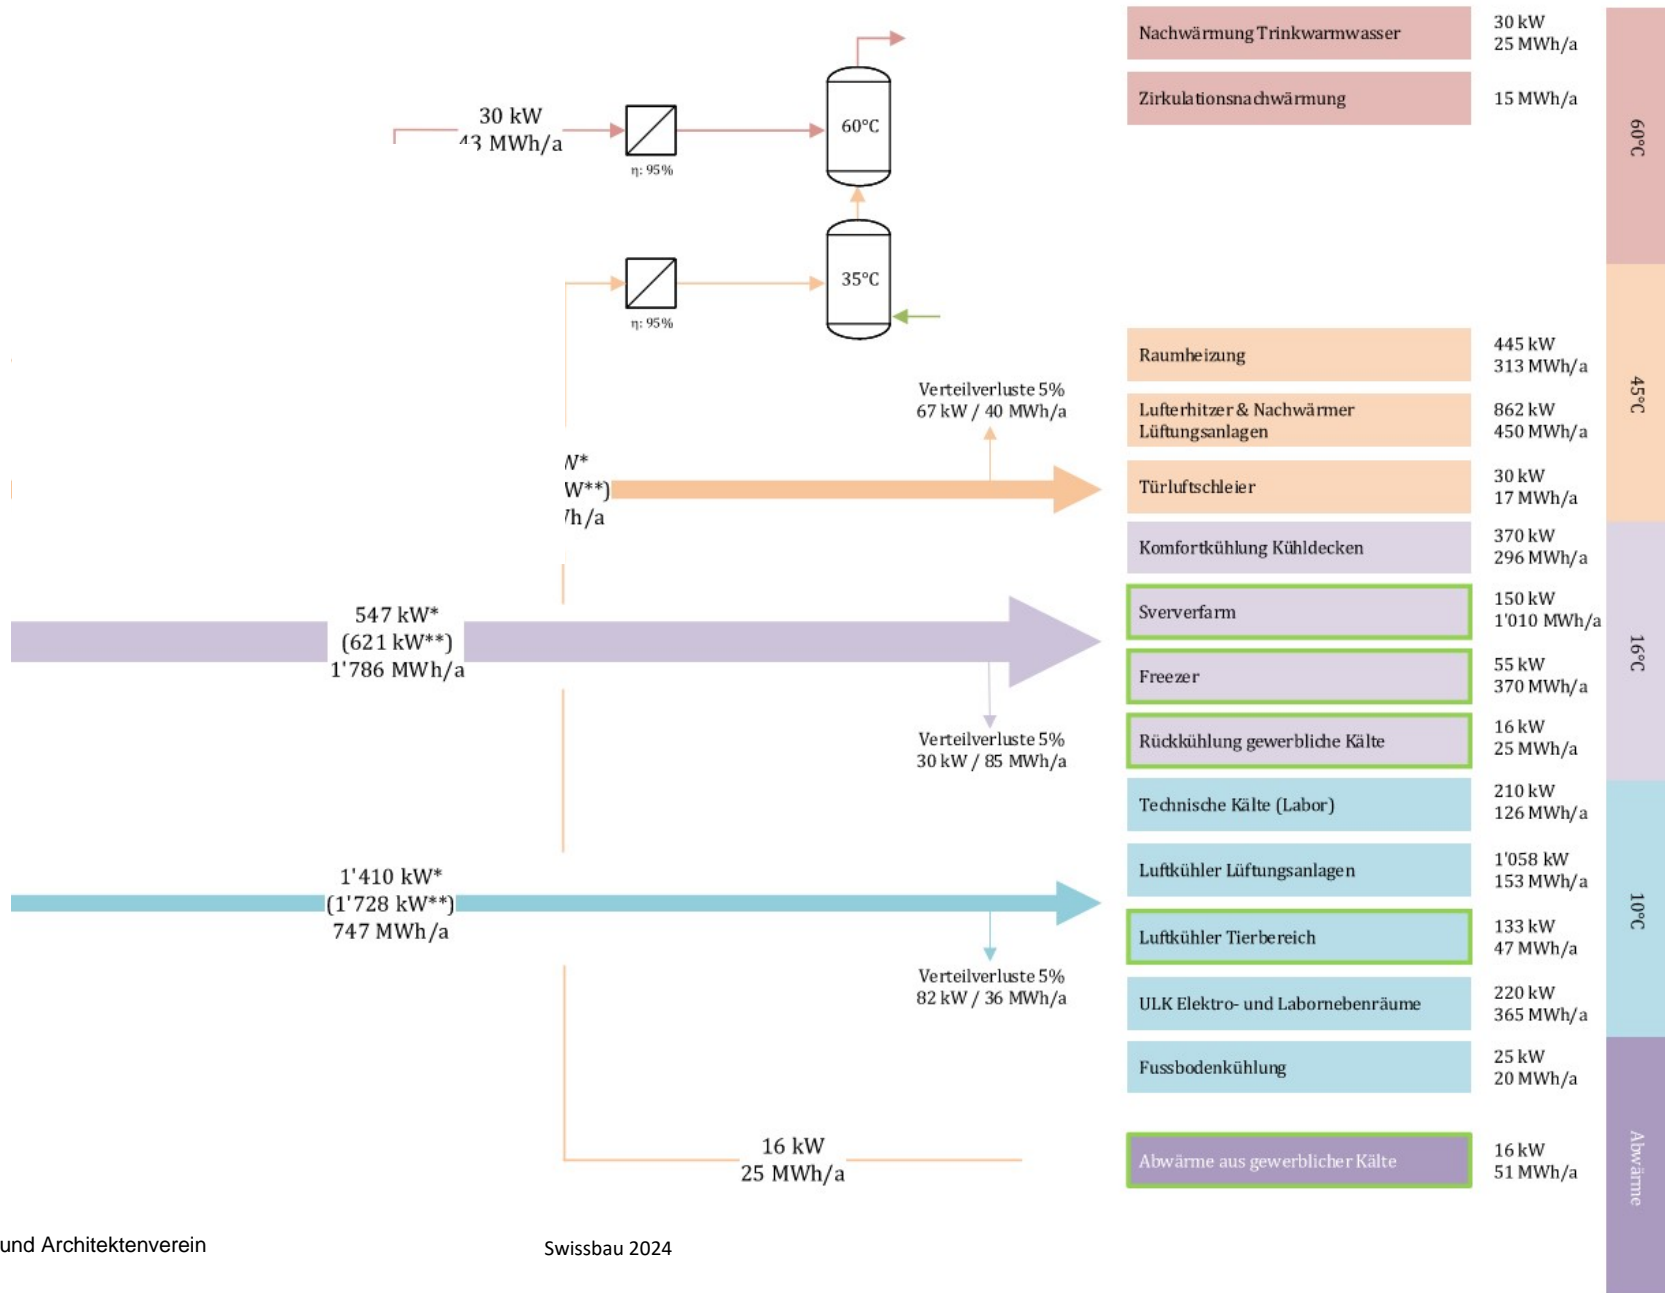 Nachwärmung Trinkwarmwasser
30 kW
25 MWh/a
Zirkulationsnachwärmung
15 MWh/a
60°C
30 kW
43 MWh/a
η: 95%
60°C
η: 95%
35°C
Raumheizung
445 kW
313 MWh/a
Lufterhitzer & Nachwärmer
Lüftungsanlagen
862 kW
450 MWh/a
Türluftschleier
30 kW
17 MWh/a
45°C
Verteilverluste 5%
67 kW / 40 MWh/a
W*
W**)
h/a
Komfortkühlung Kühldecken
370 kW
296 MWh/a
Sververfarm
150 kW
1'010 MWh/a
Freezer
55 kW
370 MWh/a
Rückkühlung gewerbliche Kälte
16 kW
25 MWh/a
16°C
547 kW*
(621 kW**)
1'786 MWh/a
Verteilverluste 5%
30 kW / 85 MWh/a
Technische Kälte (Labor)
210 kW
126 MWh/a
Luftkühler Lüftungsanlagen
1'058 kW
153 MWh/a
Luftkühler Tierbereich
133 kW
47 MWh/a
ULK Elektro- und Labornebenräume
220 kW
365 MWh/a
Fussbodenkühlung
25 kW
20 MWh/a
10°C
1'410 kW*
(1'728 kW**)
747 MWh/a
Verteilverluste 5%
82 kW / 36 MWh/a
16 kW
25 MWh/a
Abwärme aus gewerblicher Kälte
16 kW
51 MWh/a
Abwärme
und Architektenverein
Swissbau 2024